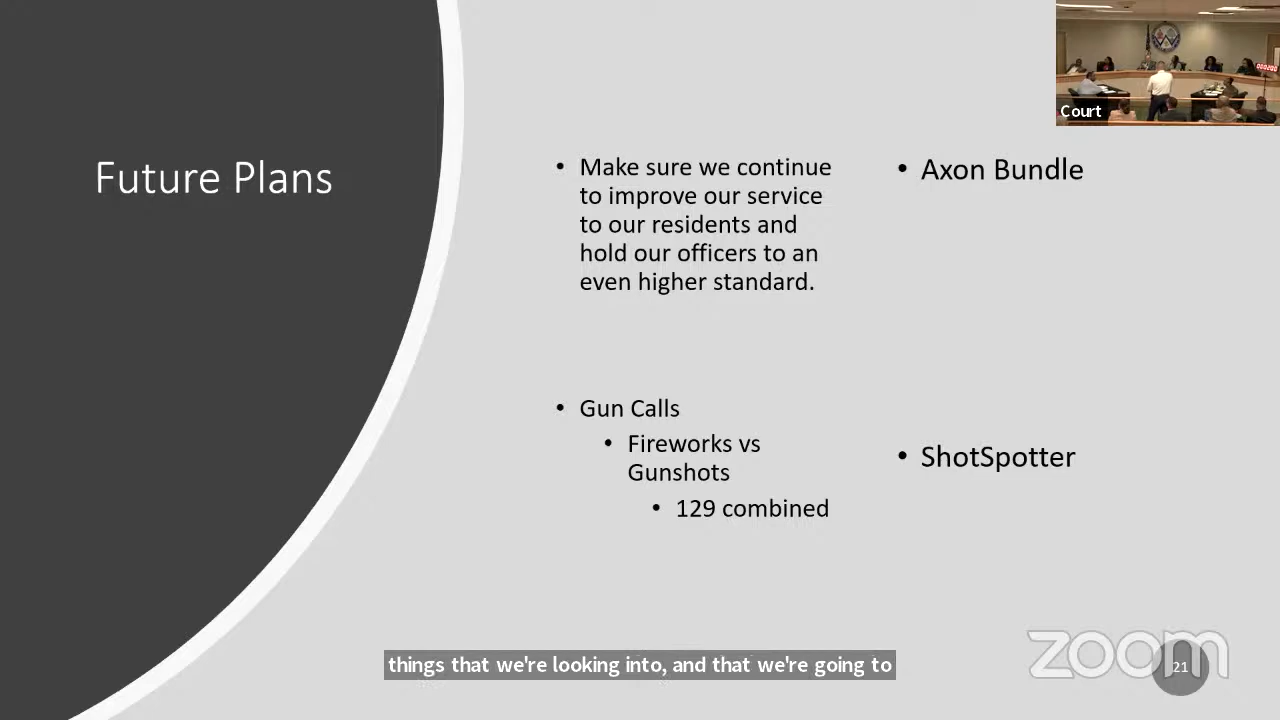 Future Plans
• Make sure we continue
to improve our service
to our residents and
hold our officers to an
even higher standard.
• Gun Calls
• Fireworks vs
Gunshots
• 129 combined
• Axon Bundle
• ShotSpotter
Court
things that we're looking into, and that we're going to
zoom
21